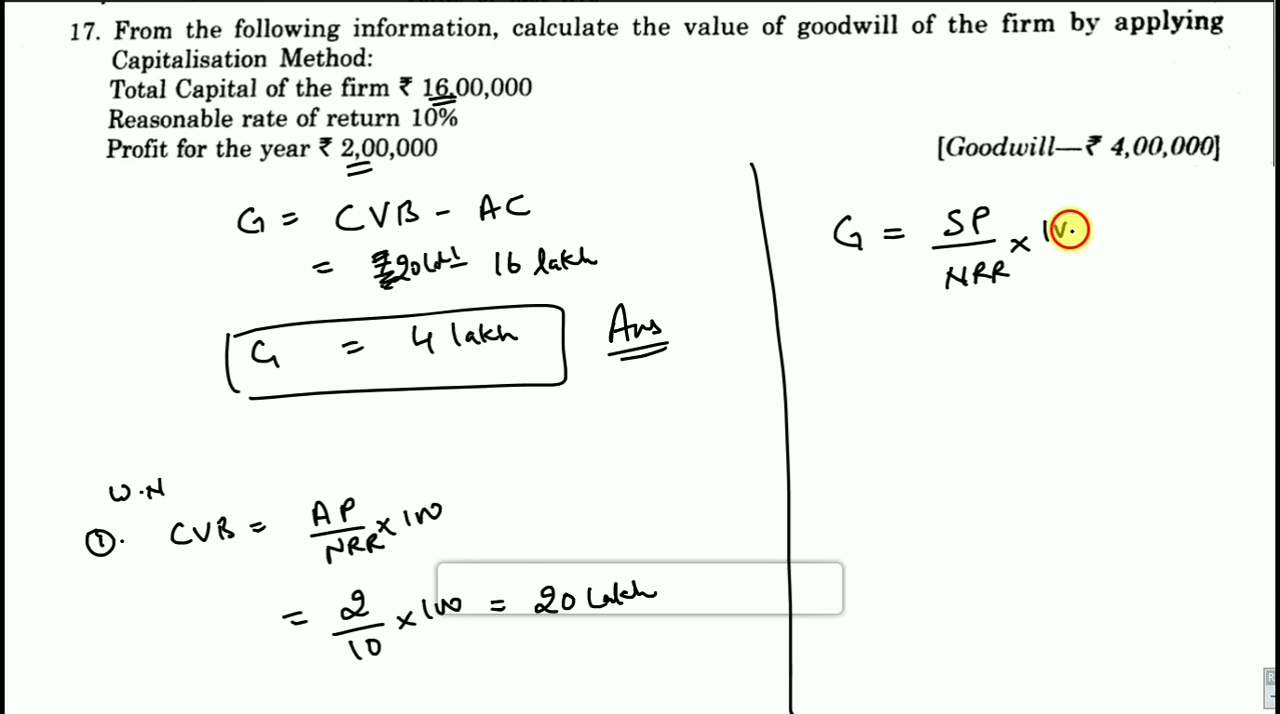 17. From the following information, calculate the value of goodwill of the firm by applying
Capitalisation Method:
Total Capital of the firm ₹ 16,00,000
Reasonable rate of return 10%
Profit for the year ₹ 2,00,000
[Goodwill—₹ 4,00,000]
G = CVB - AC
= 20 lakh 16 lakh
G = 4 lakh Ans
W.N
①. CVB = AP/NRR × 100
= 2/10 × 100 = 20 lakh
G = SP/NRR ×